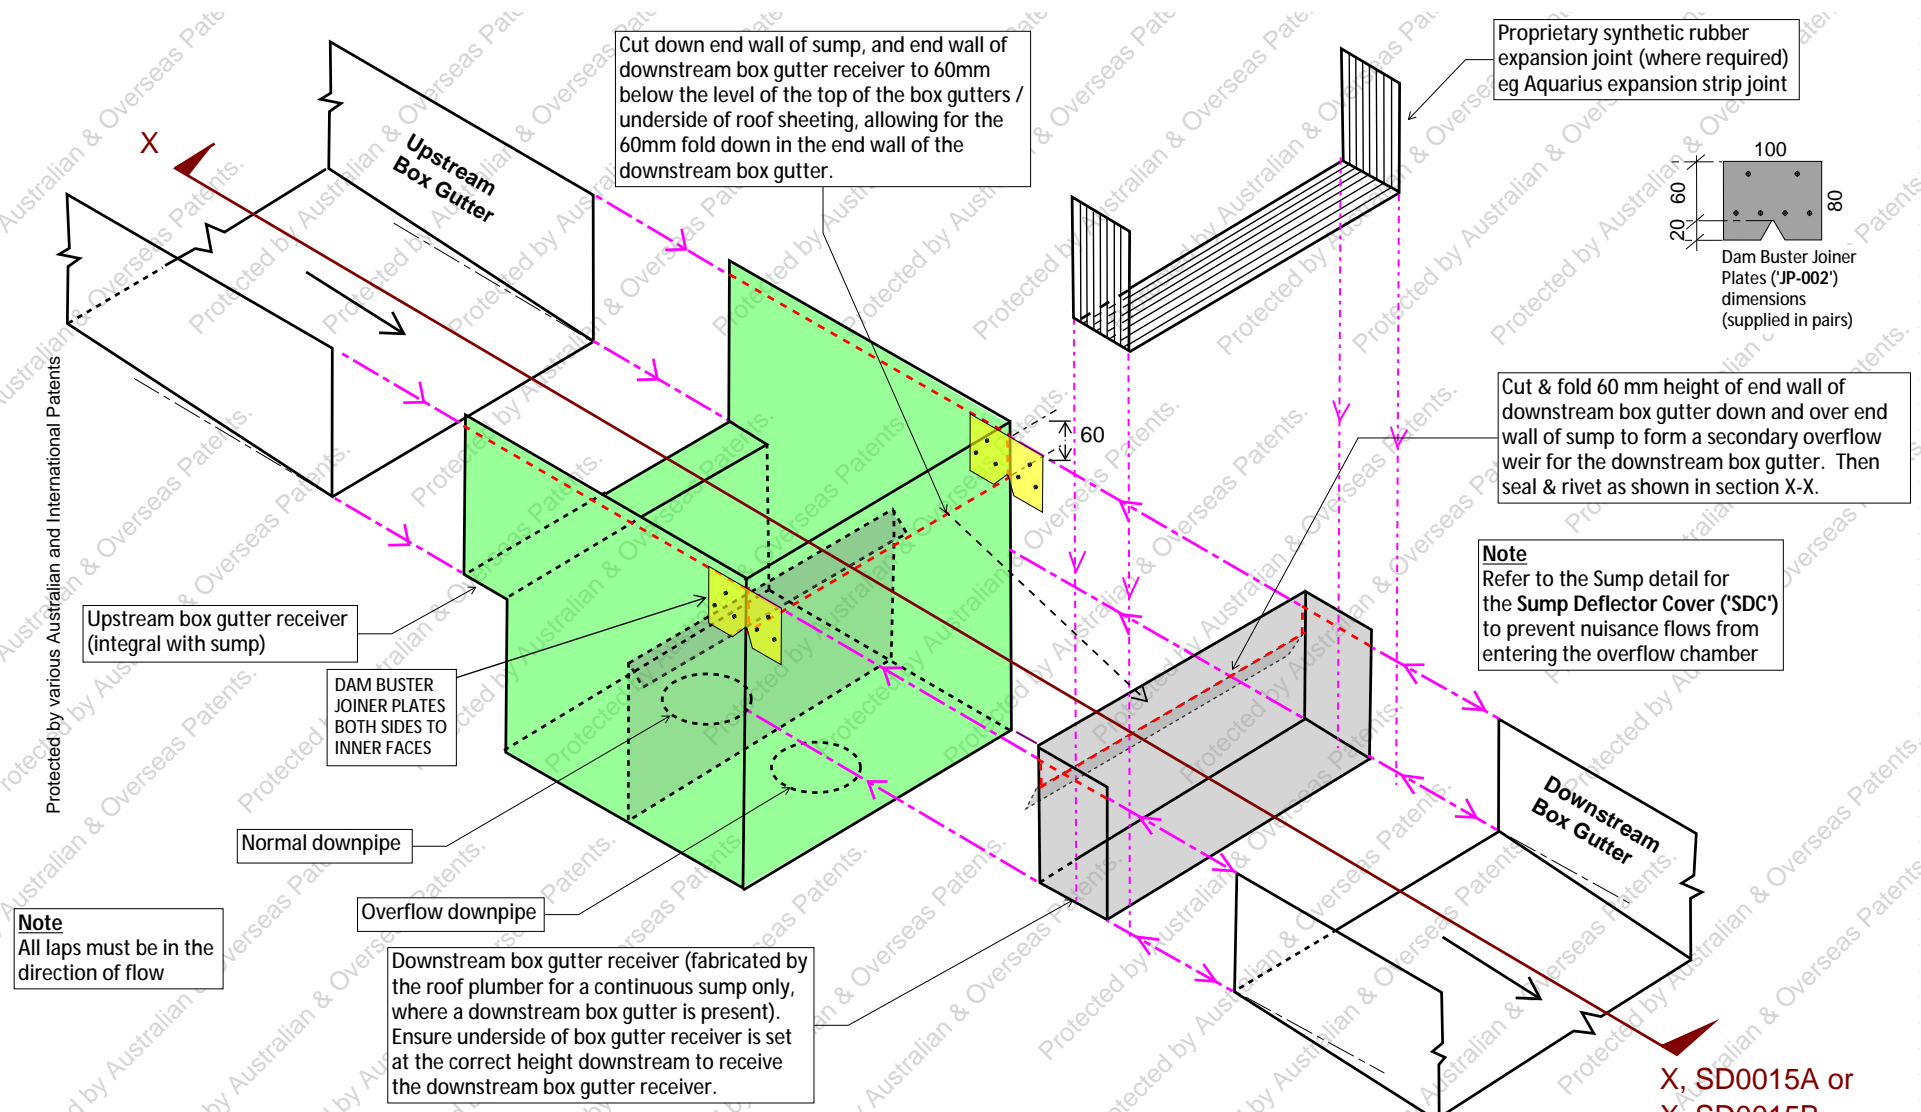 Cut down end wall of sump, and end wall of
downstream box gutter receiver to 60mm
below the level of the top of the box gutters /
underside of roof sheeting, allowing for the
60mm fold down in the end wall of the
downstream box gutter.
Proprietary synthetic rubber
expansion joint (where required)
eg Aquarius expansion strip joint
X
Upstream
Box Gutter
100
60
80
20
Dam Buster Joiner
Plates ('JP-002')
dimensions
(supplied in pairs)
Cut & fold 60 mm height of end wall of
downstream box gutter down and over end
wall of sump to form a secondary overflow
weir for the downstream box gutter. Then
seal & rivet as shown in section X-X.
60
Note
Refer to the Sump detail for
the Sump Deflector Cover ('SDC')
to prevent nuisance flows from
entering the overflow chamber
Protected by various Australian and International Patents
Upstream box gutter receiver
(integral with sump)
DAM BUSTER
JOINER PLATES
BOTH SIDES TO
INNER FACES
Normal downpipe
Overflow downpipe
Note
All laps must be in the
direction of flow
Downstream box gutter receiver (fabricated by
the roof plumber for a continuous sump only,
where a downstream box gutter is present).
Ensure underside of box gutter receiver is set
at the correct height downstream to receive
the downstream box gutter receiver.
Downstream
Box Gutter
X, SD0015A or
X, SD0015B
Protected by Australian & Overseas Patents.